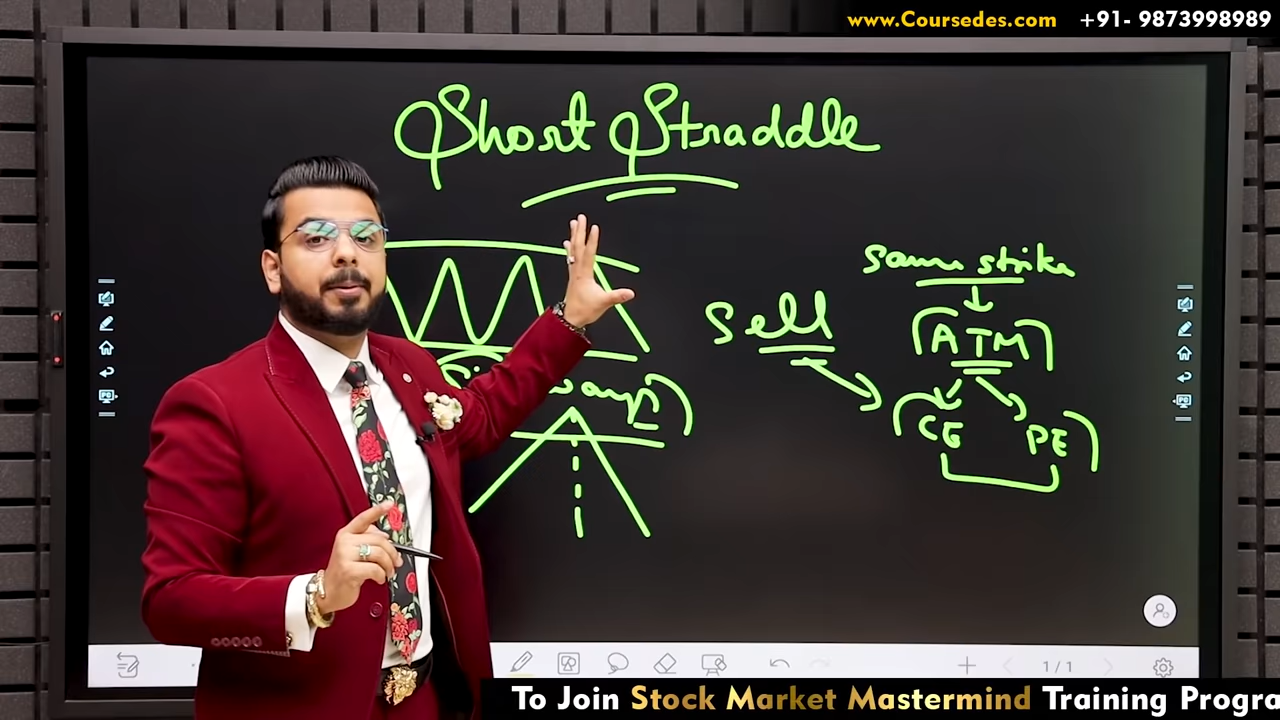 www.Coursedes.com +91- 9873998989
Short Straddle
same strike
Sell
(ATM)
(CE PE)
1/1
To Join Stock Market Mastermind Training Progra